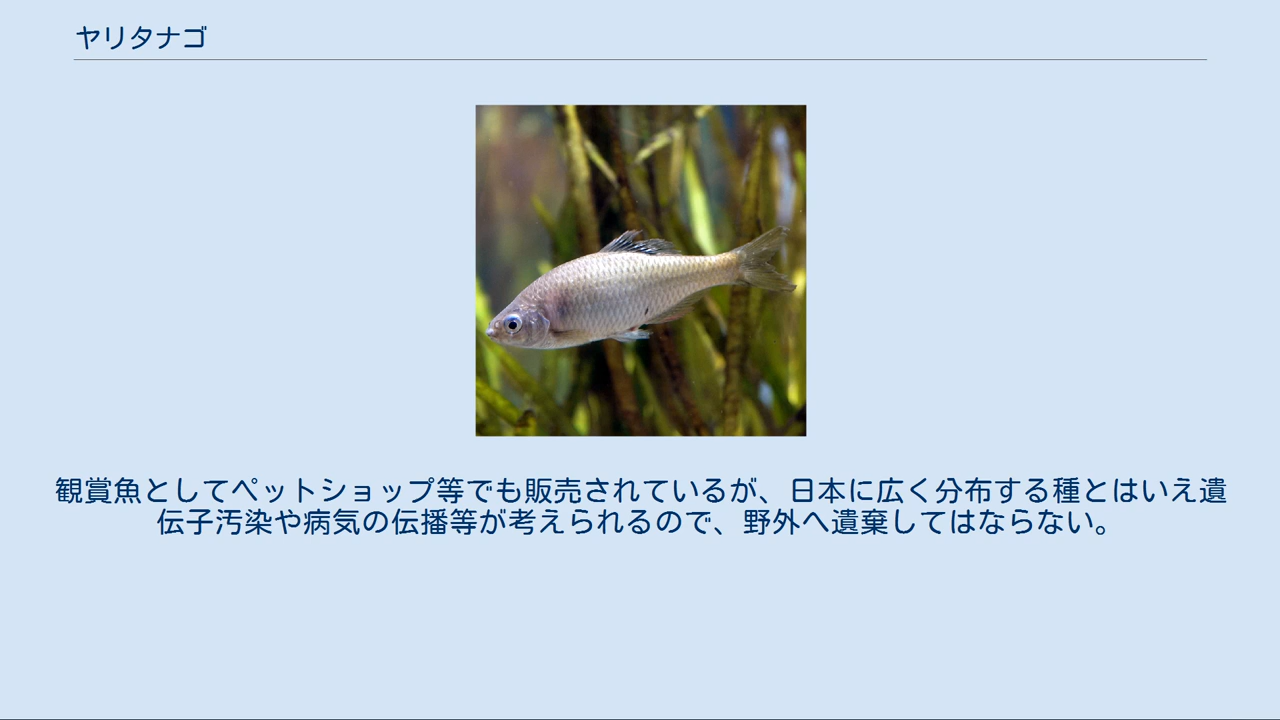 ヤリタナゴ
観賞魚としてペットショップ等でも販売されているが、日本に広く分布する種とはいえ遺
伝子汚染や病気の伝播等が考えられるので、野外へ遺棄してはならない。